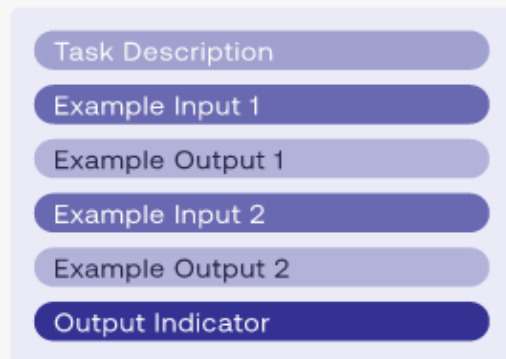 Task Description
Example Input 1
Example Output 1
Example Input 2
Example Output 2
Output Indicator